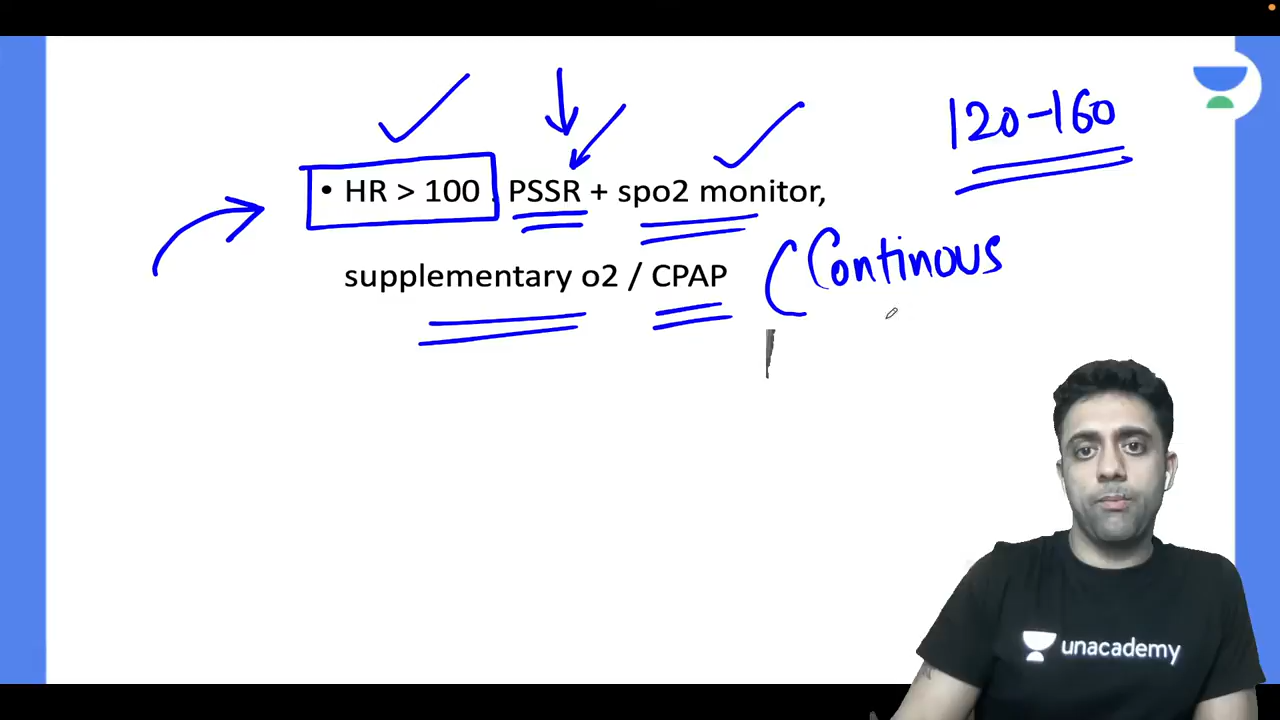 120-160
• HR > 100 PSSR + spo2 monitor,
supplementary o2 / CPAP (Continous
unacademy